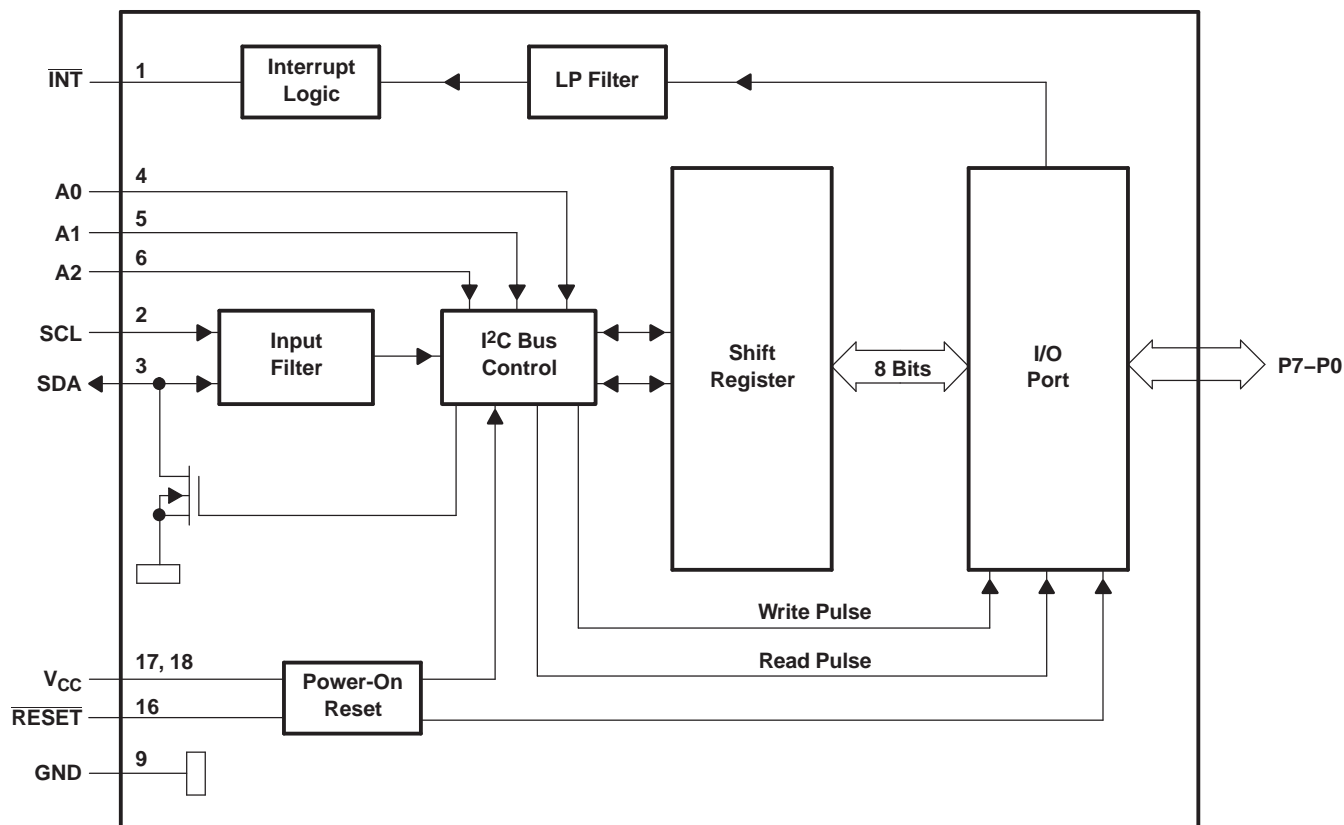 INT
1
Interrupt
Logic
LP Filter
A0
4
A1
5
A2
6
SCL
2
SDA
3
Input
Filter
I²C Bus
Control
Shift
Register
8 Bits
I/O
Port
P7–P0
Write Pulse
Read Pulse
VCC
17, 18
RESET
16
Power-On
Reset
GND
9